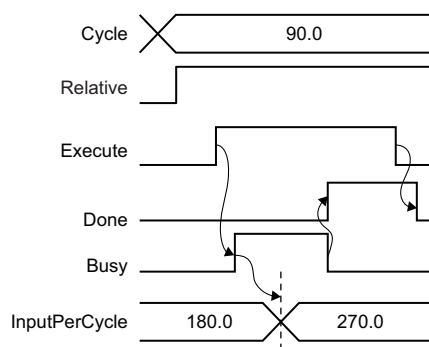 Cycle
90.0
Relative
Execute
Done
Busy
InputPerCycle
180.0
270.0